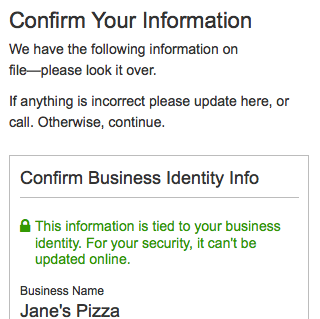 Confirm Your Information
We have the following information on
file—please look it over.
If anything is incorrect please update here, or
call. Otherwise, continue.
Confirm Business Identity Info
This information is tied to your business
identity. For your security, it can't be
updated online.
Business Name
Jane's Pizza